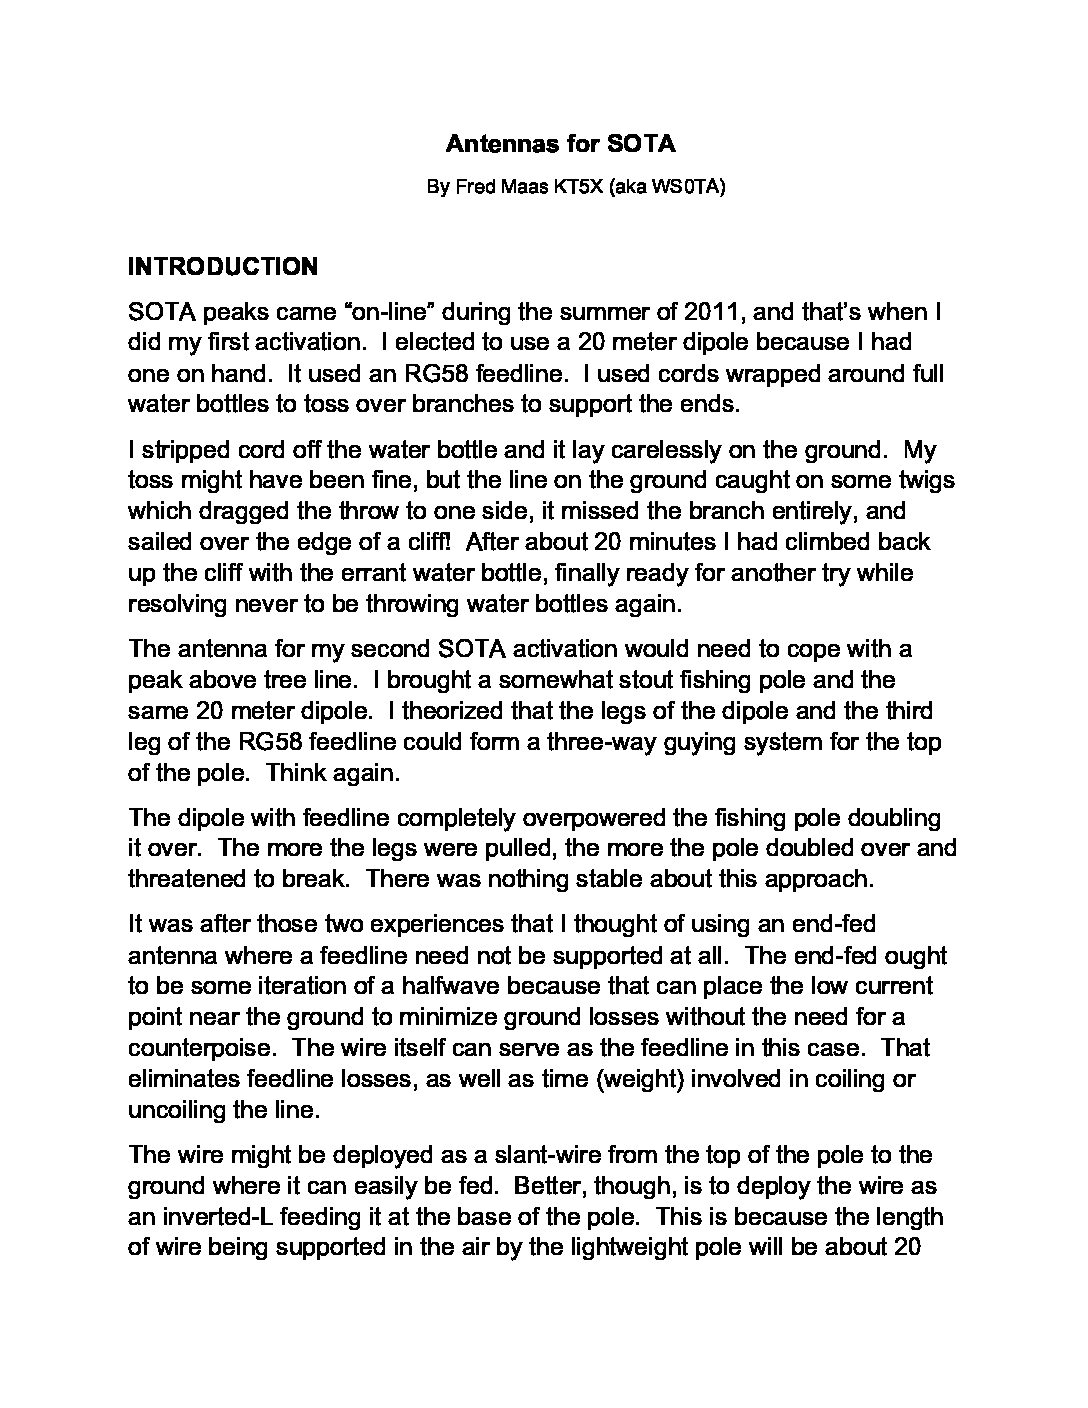 Antennas for SOTA
By Fred Maas KT5X (aka WS0TA)
INTRODUCTION
SOTA peaks came “on-line” during the summer of 2011, and that’s when I
did my first activation.  I elected to use a 20 meter dipole because I had
one on hand.  It used an RG58 feedline.  I used cords wrapped around full
water bottles to toss over branches to support the ends.
I stripped cord off the water bottle and it lay carelessly on the ground.  My
toss might have been fine, but the line on the ground caught on some twigs
which dragged the throw to one side, it missed the branch entirely, and
sailed over the edge of a cliff!  After about 20 minutes I had climbed back
up the cliff with the errant water bottle, finally ready for another try while
resolving never to be throwing water bottles again.
The antenna for my second SOTA activation would need to cope with a
peak above tree line.  I brought a somewhat stout fishing pole and the
same 20 meter dipole.  I theorized that the legs of the dipole and the third
leg of the RG58 feedline could form a three-way guying system for the top
of the pole.  Think again.
The dipole with feedline completely overpowered the fishing pole doubling
it over.  The more the legs were pulled, the more the pole doubled over and
threatened to break.  There was nothing stable about this approach.
It was after those two experiences that I thought of using an end-fed
antenna where a feedline need not be supported at all.  The end-fed ought
to be some iteration of a halfwave because that can place the low current
point near the ground to minimize ground losses without the need for a
counterpoise.  The wire itself can serve as the feedline in this case.  That
eliminates feedline losses, as well as time (weight) involved in coiling or
uncoiling the line.
The wire might be deployed as a slant-wire from the top of the pole to the
ground where it can easily be fed.  Better, though, is to deploy the wire as
an inverted-L feeding it at the base of the pole.  This is because the length
of wire being supported in the air by the lightweight pole will be about 20